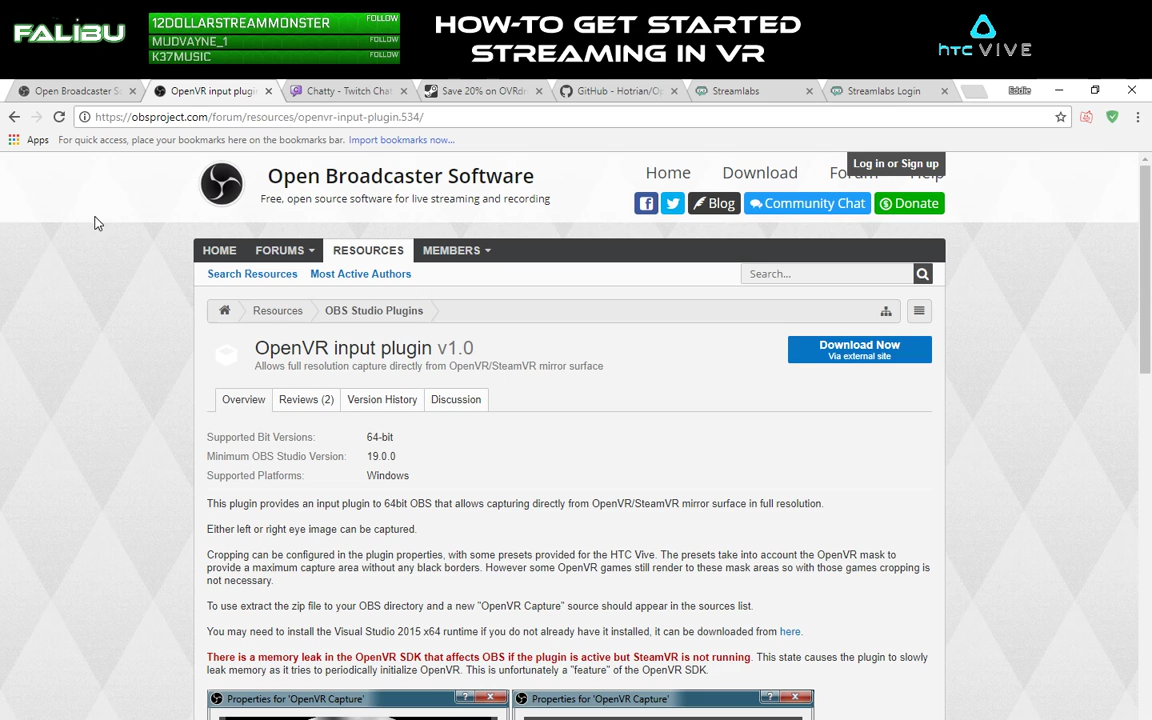 FALIBU
12DOLLARSTREAMMONSTER FOLLOW
MUDVAYNE_1 FOLLOW
K37MUSIC FOLLOW
HOW-TO GET STARTED
STREAMING IN VR
HTC VIVE
Open Broadcaster S
OpenVR input plugin
Chatty - Twitch Chat
Save 20% on OVRdr
GitHub - Hotrian/Op
Streamlabs
Streamlabs Login
Eddie
https://obsproject.com/forum/resources/openvr-input-plugin.534/
Apps For quick access, place your bookmarks here on the bookmarks bar. Import bookmarks now...
Log in or Sign up
Open Broadcaster Software
Free, open source software for live streaming and recording
Home Download Forum Help
Blog Community Chat Donate
HOME FORUMS RESOURCES MEMBERS
Search Resources Most Active Authors Search...
Resources OBS Studio Plugins
OpenVR input plugin v1.0
Allows full resolution capture directly from OpenVR/SteamVR mirror surface
Download Now
Via external site
Overview Reviews (2) Version History Discussion
Supported Bit Versions: 64-bit
Minimum OBS Studio Version: 19.0.0
Supported Platforms: Windows
This plugin provides an input plugin to 64bit OBS that allows capturing directly from OpenVR/SteamVR mirror surface in full resolution.
Either left or right eye image can be captured.
Cropping can be configured in the plugin properties, with some presets provided for the HTC Vive. The presets take into account the OpenVR mask to
provide a maximum capture area without any black borders. However some OpenVR games still render to these mask areas so with those games cropping is
not necessary.
To use extract the zip file to your OBS directory and a new "OpenVR Capture" source should appear in the sources list.
You may need to install the Visual Studio 2015 x64 runtime if you do not already have it installed, it can be downloaded from here.
There is a memory leak in the OpenVR SDK that affects OBS if the plugin is active but SteamVR is not running. This state causes the plugin to slowly
leak memory as it tries to periodically initialize OpenVR. This is unfortunately a "feature" of the OpenVR SDK.
Properties for 'OpenVR Capture' Properties for 'OpenVR Capture'